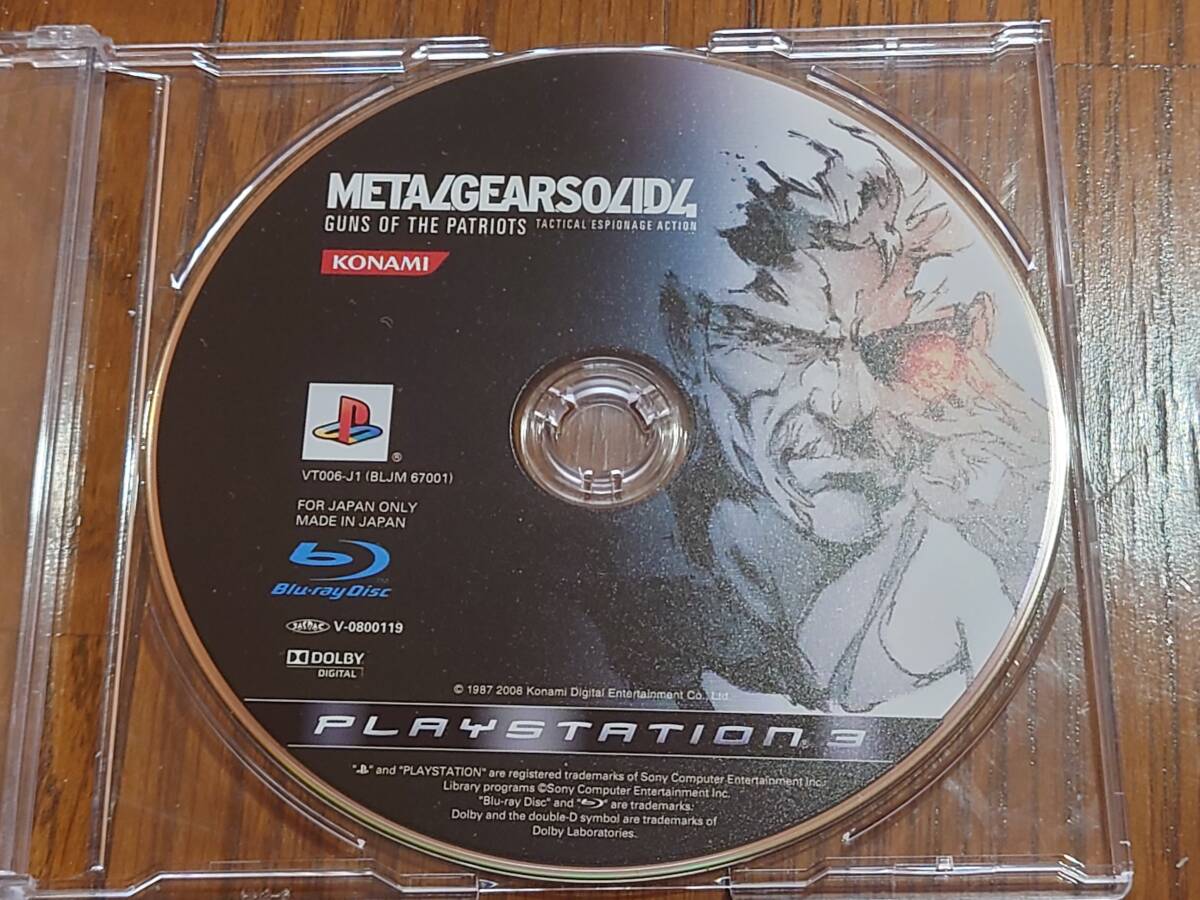 METAL GEAR SOLID 4
GUNS OF THE PATRIOTS TACTICAL ESPIONAGE ACTION
KONAMI
®
VT006-J1 (BLJM 67001)
FOR JAPAN ONLY
MADE IN JAPAN
Blu-ray Disc™
JASRAC V-0800119
DOLBY
DIGITAL
© 1987 2008 Konami Digital Entertainment Co., Ltd.
PLAYSTATION®3
"PS" and "PLAYSTATION" are registered trademarks of Sony Computer Entertainment Inc.
Library programs ©Sony Computer Entertainment Inc.
"Blu-ray Disc" and "BD" are trademarks.
Dolby and the double-D symbol are trademarks of
Dolby Laboratories.